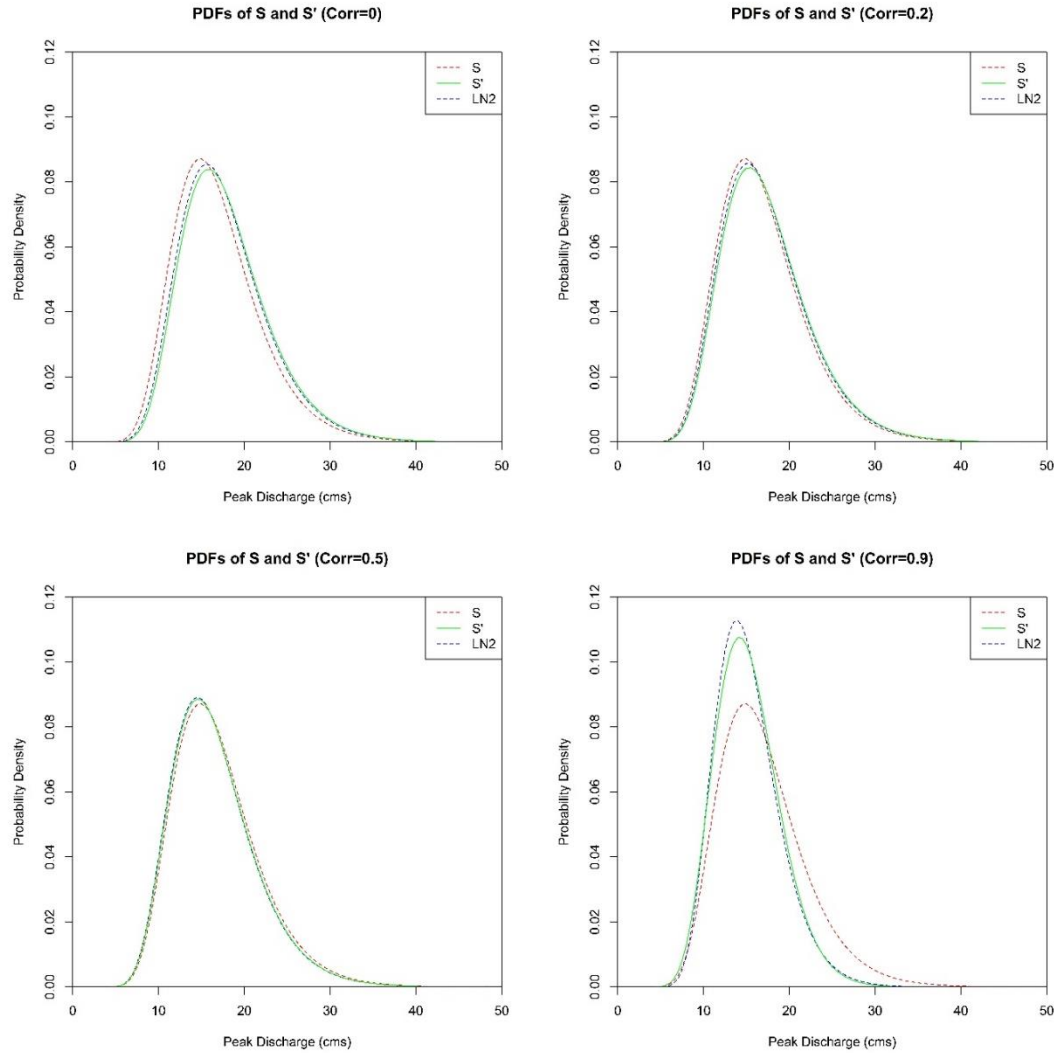 PDFs of S and S' (Corr=0)
0.12
0.10
0.08
0.06
0.04
0.02
0.00
Probability Density
S
S'
LN2
0 10 20 30 40 50
Peak Discharge (cms)
PDFs of S and S' (Corr=0.2)
0.12
0.10
0.08
0.06
0.04
0.02
0.00
Probability Density
S
S'
LN2
0 10 20 30 40 50
Peak Discharge (cms)
PDFs of S and S' (Corr=0.5)
0.12
0.10
0.08
0.06
0.04
0.02
0.00
Probability Density
S
S'
LN2
0 10 20 30 40 50
Peak Discharge (cms)
PDFs of S and S' (Corr=0.9)
0.12
0.10
0.08
0.06
0.04
0.02
0.00
Probability Density
S
S'
LN2
0 10 20 30 40 50
Peak Discharge (cms)